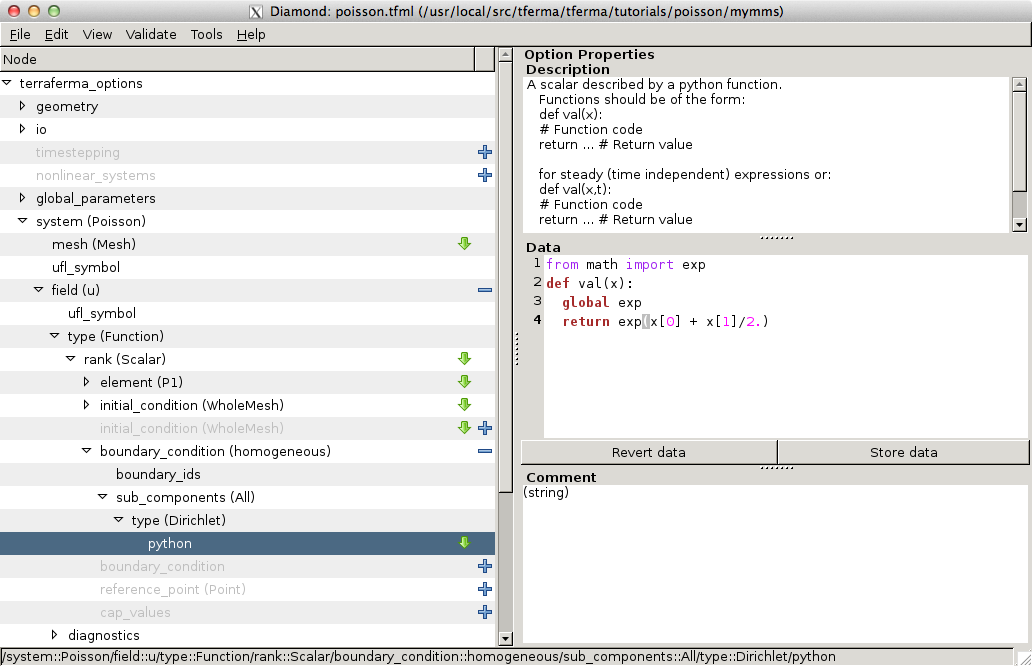 Diamond: poisson.tfml (/usr/local/src/tferma/tferma/tutorials/poisson/mymms)
File Edit View Validate Tools Help
Node
terraferma_options
geometry
io
timestepping
nonlinear_systems
global_parameters
system (Poisson)
mesh (Mesh)
ufl_symbol
field (u)
ufl_symbol
type (Function)
rank (Scalar)
element (P1)
initial_condition (WholeMesh)
initial_condition (WholeMesh)
boundary_condition (homogeneous)
boundary_ids
sub_components (All)
type (Dirichlet)
python
boundary_condition
reference_point (Point)
cap_values
diagnostics
Option Properties
Description
A scalar described by a python function.
Functions should be of the form:
def val(x):
# Function code
return ... # Return value
for steady (time independent) expressions or:
def val(x,t):
# Function code
return ... # Return value
Data
1 from math import exp
2 def val(x):
3   global exp
4   return exp(x[0] + x[1]/2.)
Revert data
Store data
Comment
(string)
/system::Poisson/field::u/type::Function/rank::Scalar/boundary_condition::homogeneous/sub_components::All/type::Dirichlet/python